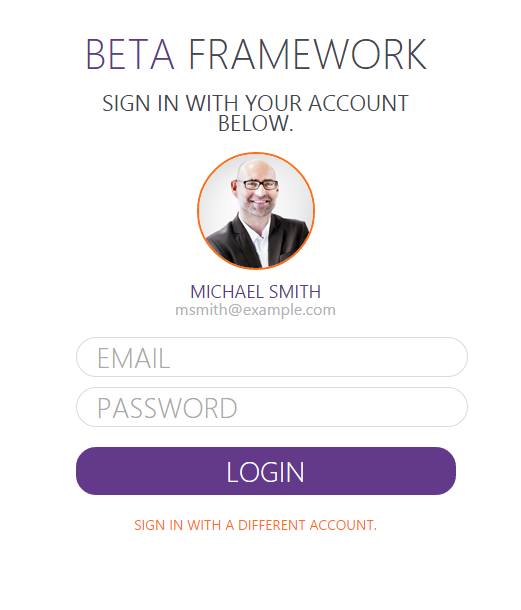 BETA FRAMEWORK
SIGN IN WITH YOUR ACCOUNT
BELOW.
MICHAEL SMITH
msmith@example.com
EMAIL
PASSWORD
LOGIN
SIGN IN WITH A DIFFERENT ACCOUNT.